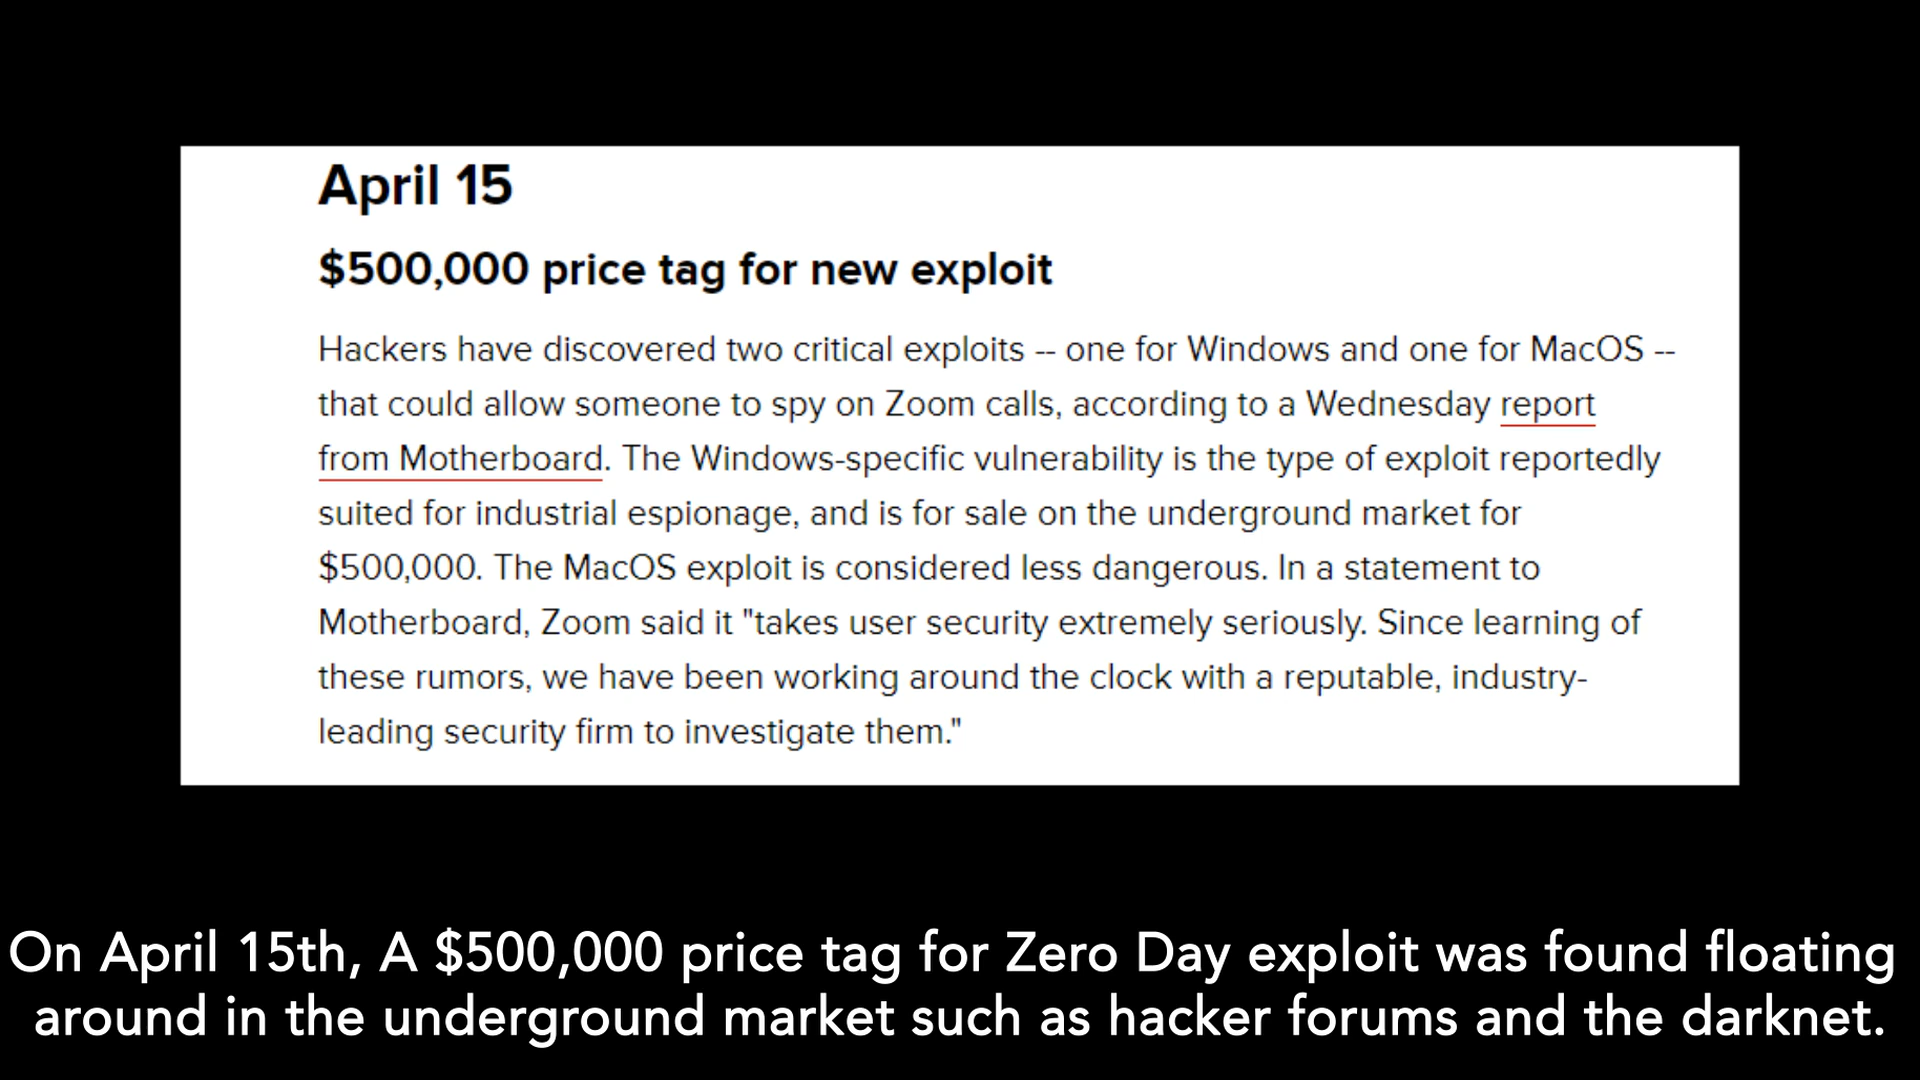 April 15
$500,000 price tag for new exploit
Hackers have discovered two critical exploits -- one for Windows and one for MacOS --
that could allow someone to spy on Zoom calls, according to a Wednesday report
from Motherboard. The Windows-specific vulnerability is the type of exploit reportedly
suited for industrial espionage, and is for sale on the underground market for
$500,000. The MacOS exploit is considered less dangerous. In a statement to
Motherboard, Zoom said it "takes user security extremely seriously. Since learning of
these rumors, we have been working around the clock with a reputable, industry-
leading security firm to investigate them."
On April 15th, A $500,000 price tag for Zero Day exploit was found floating
around in the underground market such as hacker forums and the darknet.